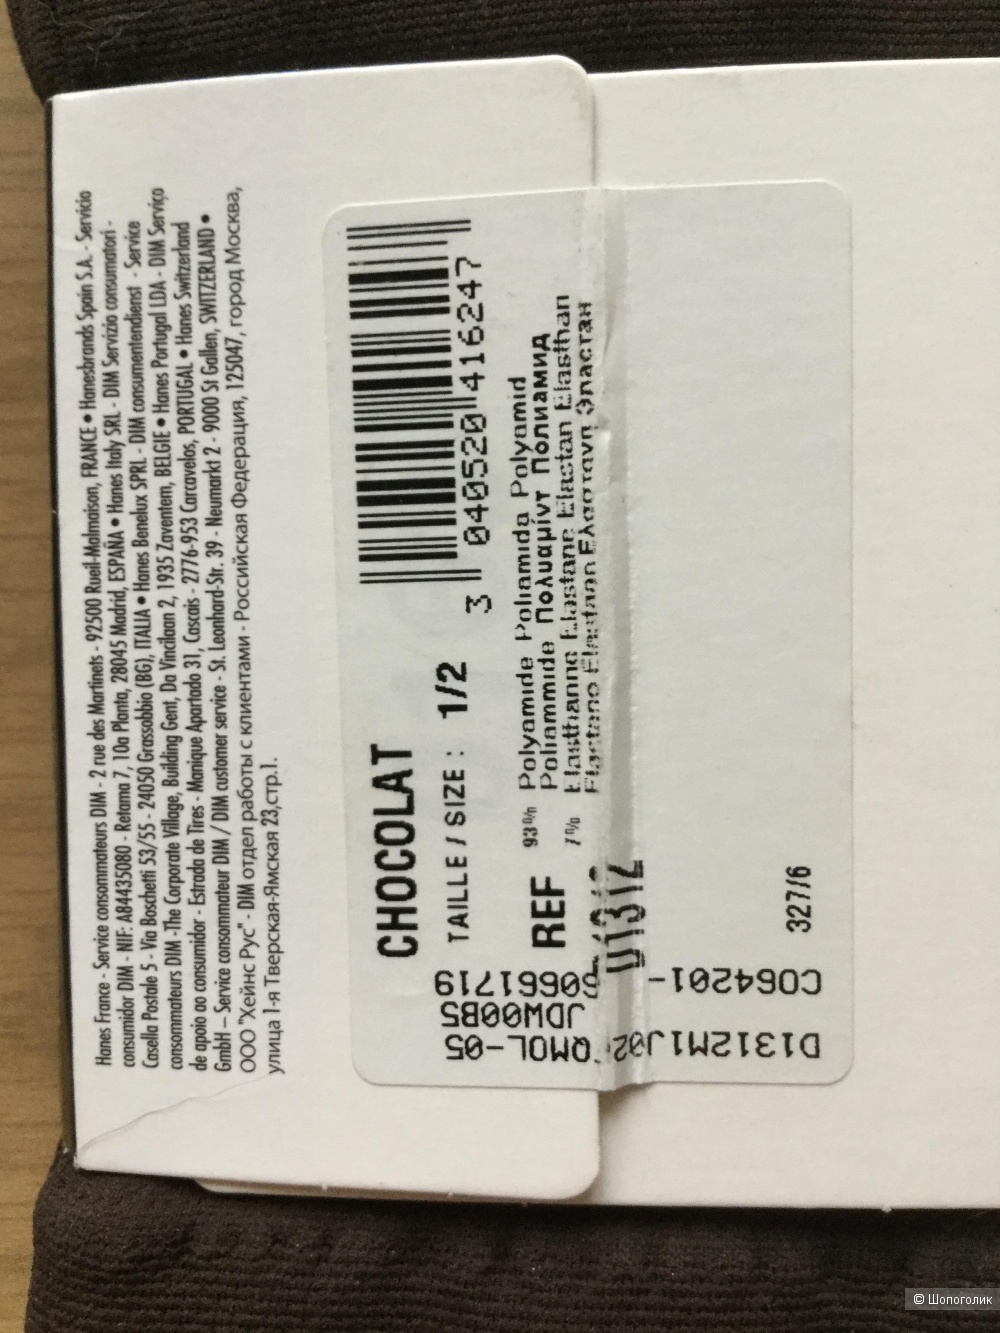 Hanes France - Service consommateurs DIM - 2 rue des Martinets - 92500 Rueil-Malmaison, FRANCE • Hanesbrands Spain S.A. - Servicio
consumidor DIM - NIF: A84435080 - Retama 7, 10a Planta, 28045 Madrid, ESPAÑA • Hanes Italy SRL - DIM Servizio consumatori -
Casella Postale 5 - Via Boschetti 53/55 - 24050 Grassobbio (BG), ITALIA • Hanes Benelux SPRL - DIM consumentendienst - Service
consommateurs DIM -The Corporate Village, Building Gent, Da Vincilaan 2, 1935 Zaventem, BELGIE • Hanes Portugal LDA - DIM Serviço
de apoio ao consumidor - Estrada de Tires - Manique Apartado 31, Cascais - 2776-953 Carcavelos, PORTUGAL • Hanes Switzerland
GmbH – Service consommateur DIM / DIM customer service - St. Leonhard-Str. 39 - Neumarkt 2 - 9000 St Gallen, SWITZERLAND •
ООО "Хейнс Рус" - DIM отдел работы с клиентами - Российская Федерация, 125047, город Москва,
улица 1-я Тверская-Ямская 23,стр.1.
CHOCOLAT
TAILLE / SIZE : 1/2
3 040520 416247
REF
D1312
93% Polyamide Poliamida Polyamid
Poliammide Πολυαμίντ Полиамид
7% Elasthanne Elastane Elastan Elasthan
Elastano Elastaan Ελαστανη Эластан
327/6
QMOL-05
JDW00B5
60661719
D1312M1J02
C064201-
© Шопоголик